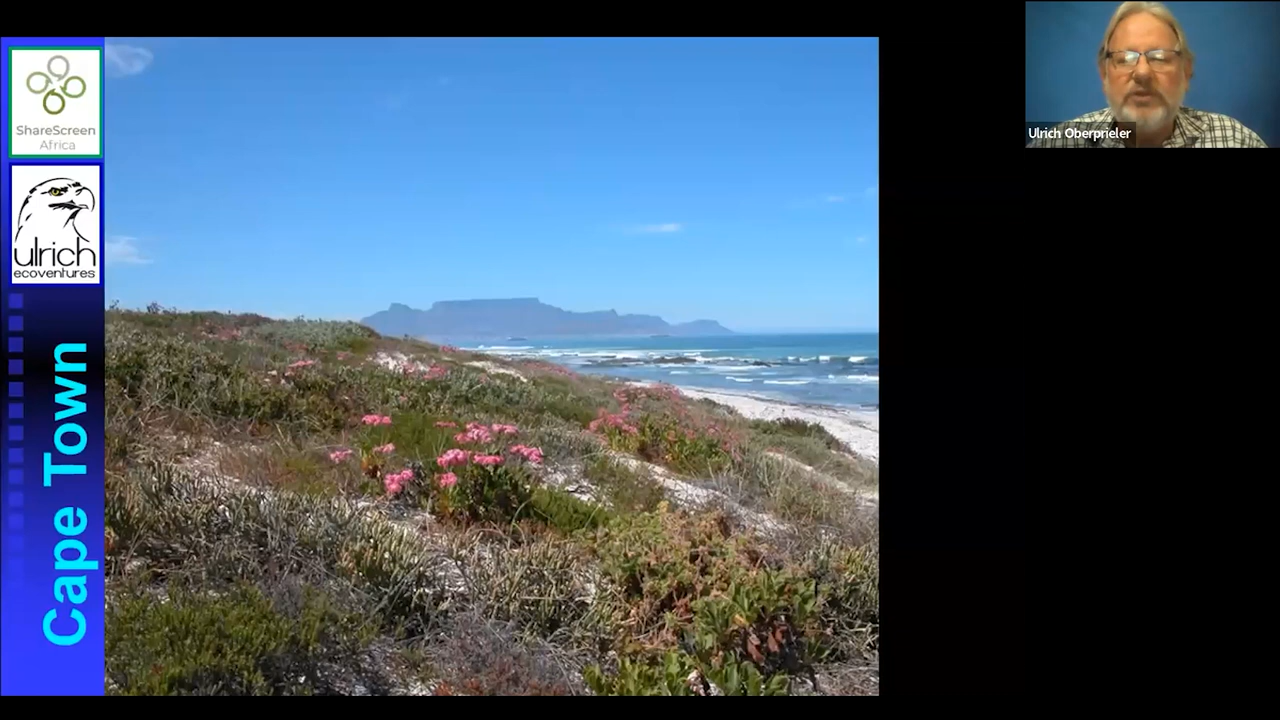 ShareScreen
Africa
ulrich
ecoventures
Cape Town
Ulrich Oberprieler